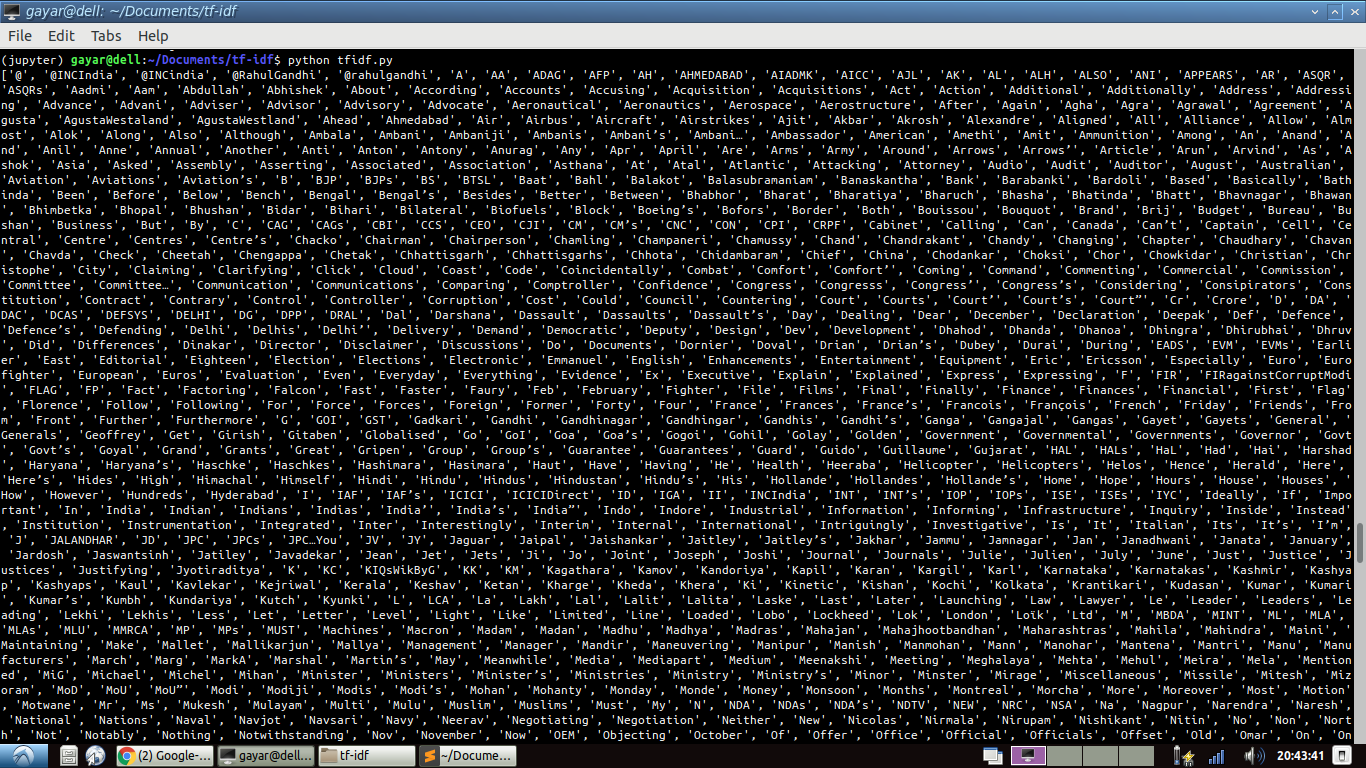 gayar@dell: ~/Documents/tf-idf
File Edit Tabs Help
(jupyter) gayar@dell:~/Documents/tf-idf$ python tfidf.py
['@', '@INCIndia', '@INCindia', '@RahulGandhi', '@rahulgandhi', 'A', 'AA', 'ADAG', 'AFP', 'AH', 'AHMEDABAD', 'AIADMK', 'AICC', 'AJL', 'AK', 'AL', 'ALH', 'ALSO', 'ANI', 'APPEARS', 'AR', 'ASQR',
'ASQRs', 'Aadmi', 'Aam', 'Abdullah', 'Abhishek', 'About', 'According', 'Accounts', 'Accusing', 'Acquisition', 'Acquisitions', 'Act', 'Action', 'Additional', 'Additionally', 'Address', 'Addressi
ng', 'Advance', 'Advani', 'Adviser', 'Advisor', 'Advisory', 'Advocate', 'Aeronautical', 'Aeronautics', 'Aerospace', 'Aerostructure', 'After', 'Again', 'Agha', 'Agra', 'Agrawal', 'Agreement', 'A
gusta', 'AgustaWestaland', 'AgustaWestland', 'Ahead', 'Ahmedabad', 'Air', 'Airbus', 'Aircraft', 'Airstrikes', 'Ajit', 'Akbar', 'Akrosh', 'Alexandre', 'Aligned', 'All', 'Alliance', 'Allow', 'Alm
ost', 'Alok', 'Along', 'Also', 'Although', 'Ambala', 'Ambani', 'Ambaniji', 'Ambanis', 'Ambani’s', 'Ambani…', 'Ambassador', 'American', 'Amethi', 'Amit', 'Ammunition', 'Among', 'An', 'Anand', 'A
nd', 'Anil', 'Anne', 'Annual', 'Another', 'Anti', 'Anton', 'Antony', 'Anurag', 'Any', 'Apr', 'April', 'Are', 'Arms', 'Army', 'Around', 'Arrows', 'Arrows’', 'Article', 'Arun', 'Arvind', 'As', 'A
shok', 'Asia', 'Asked', 'Assembly', 'Asserting', 'Associated', 'Association', 'Asthana', 'At', 'Atal', 'Atlantic', 'Attacking', 'Attorney', 'Audio', 'Audit', 'Auditor', 'August', 'Australian',
'Aviation', 'Aviations', 'Aviation’s', 'B', 'BJP', 'BJPs', 'BS', 'BTSL', 'Baat', 'Bahl', 'Balakot', 'Balasubramaniam', 'Banaskantha', 'Bank', 'Barabanki', 'Bardoli', 'Based', 'Basically', 'Bath
inda', 'Been', 'Before', 'Below', 'Bench', 'Bengal', 'Bengal’s', 'Besides', 'Better', 'Between', 'Bhabhor', 'Bharat', 'Bharatiya', 'Bharuch', 'Bhasha', 'Bhatinda', 'Bhatt', 'Bhavnagar', 'Bhawan
', 'Bhimbetka', 'Bhopal', 'Bhushan', 'Bidar', 'Bihari', 'Bilateral', 'Biofuels', 'Block', 'Boeing’s', 'Bofors', 'Border', 'Both', 'Bouissou', 'Bouquot', 'Brand', 'Brij', 'Budget', 'Bureau', 'Bu
shan', 'Business', 'But', 'By', 'C', 'CAG', 'CAGs', 'CBI', 'CCS', 'CEO', 'CJI', 'CM', 'CM’s', 'CNC', 'CON', 'CPI', 'CRPF', 'Cabinet', 'Calling', 'Can', 'Canada', 'Can’t', 'Captain', 'Cell', 'Ce
ntral', 'Centre', 'Centres', 'Centre’s', 'Chacko', 'Chairman', 'Chairperson', 'Chamling', 'Champaneri', 'Chamussy', 'Chand', 'Chandrakant', 'Chandy', 'Changing', 'Chapter', 'Chaudhary', 'Chavan
', 'Chavda', 'Check', 'Cheetah', 'Chengappa', 'Chetak', 'Chhattisgarh', 'Chhattisgarhs', 'Chhota', 'Chidambaram', 'Chief', 'China', 'Chodankar', 'Choksi', 'Chor', 'Chowkidar', 'Christian', 'Chr
istophe', 'City', 'Claiming', 'Clarifying', 'Click', 'Cloud', 'Coast', 'Code', 'Coincidentally', 'Combat', 'Comfort', 'Comfort’', 'Coming', 'Command', 'Commenting', 'Commercial', 'Commission',
'Committee', 'Committee…', 'Communication', 'Communications', 'Comparing', 'Comptroller', 'Confidence', 'Congress', 'Congresss', 'Congress’', 'Congress’s', 'Considering', 'Consipirators', 'Cons
titution', 'Contract', 'Contrary', 'Control', 'Controller', 'Corruption', 'Cost', 'Could', 'Council', 'Countering', 'Court', 'Courts', 'Court’', 'Court’s', 'Court”', 'Cr', 'Crore', 'D', 'DA', '
DAC', 'DCAS', 'DEFSYS', 'DELHI', 'DG', 'DPP', 'DRAL', 'Dal', 'Darshana', 'Dassault', 'Dassaults', 'Dassault’s', 'Day', 'Dealing', 'Dear', 'December', 'Declaration', 'Deepak', 'Def', 'Defence',
'Defence’s', 'Defending', 'Delhi', 'Delhis', 'Delhi’', 'Delivery', 'Demand', 'Democratic', 'Deputy', 'Design', 'Dev', 'Development', 'Dhahod', 'Dhanda', 'Dhanoa', 'Dhingra', 'Dhirubhai', 'Dhruv
', 'Did', 'Differences', 'Dinakar', 'Director', 'Disclaimer', 'Discussions', 'Do', 'Documents', 'Dornier', 'Doval', 'Drian', 'Drian’s', 'Dubey', 'Durai', 'During', 'EADS', 'EVM', 'EVMs', 'Earli
er', 'East', 'Editorial', 'Eighteen', 'Election', 'Elections', 'Electronic', 'Emmanuel', 'English', 'Enhancements', 'Entertainment', 'Equipment', 'Eric', 'Ericsson', 'Especially', 'Euro', 'Euro
fighter', 'European', 'Euros', 'Evaluation', 'Even', 'Everyday', 'Everything', 'Evidence', 'Ex', 'Executive', 'Explain', 'Explained', 'Express', 'Expressing', 'F', 'FIR', 'FIRagainstCorruptModi
', 'FLAG', 'FP', 'Fact', 'Factoring', 'Falcon', 'Fast', 'Faster', 'Faury', 'Feb', 'February', 'Fighter', 'File', 'Films', 'Final', 'Finally', 'Finance', 'Finances', 'Financial', 'First', 'Flag'
, 'Florence', 'Follow', 'Following', 'For', 'Force', 'Forces', 'Foreign', 'Former', 'Forty', 'Four', 'France', 'Frances', 'France’s', 'Francois', 'François', 'French', 'Friday', 'Friends', 'Fro
m', 'Front', 'Further', 'Furthermore', 'G', 'GOI', 'GST', 'Gadkari', 'Gandhi', 'Gandhinagar', 'Gandhingar', 'Gandhis', 'Gandhi’s', 'Ganga', 'Gangajal', 'Gangas', 'Gayet', 'Gayets', 'General', '
Generals', 'Geoffrey', 'Get', 'Girish', 'Gitaben', 'Globalised', 'Go', 'GoI', 'Goa', 'Goa’s', 'Gogoi', 'Gohil', 'Golay', 'Golden', 'Government', 'Governmental', 'Governments', 'Governor', 'Govt
', 'Govt’s', 'Goyal', 'Grand', 'Grants', 'Great', 'Gripen', 'Group', 'Group’s', 'Guarantee', 'Guarantees', 'Guard', 'Guido', 'Guillaume', 'Gujarat', 'HAL', 'HALs', 'HaL', 'Had', 'Hai', 'Harshad
', 'Haryana', 'Haryana’s', 'Haschke', 'Haschkes', 'Hashimara', 'Hasimara', 'Haut', 'Have', 'Having', 'He', 'Health', 'Heeraba', 'Helicopter', 'Helicopters', 'Helos', 'Hence', 'Herald', 'Here',
'Here’s', 'Hides', 'High', 'Himachal', 'Himself', 'Hindi', 'Hindu', 'Hindus', 'Hindustan', 'Hindu’s', 'His', 'Hollande', 'Hollandes', 'Hollande’s', 'Home', 'Hope', 'Hours', 'House', 'Houses', '
How', 'However', 'Hundreds', 'Hyderabad', 'I', 'IAF', 'IAF’s', 'ICICI', 'ICICIDirect', 'ID', 'IGA', 'II', 'INCIndia', 'INT', 'INT’s', 'IOP', 'IOPs', 'ISE', 'ISEs', 'IYC', 'Ideally', 'If', 'Impo
rtant', 'In', 'India', 'Indian', 'Indians', 'Indias', 'India’', 'India’s', 'India”', 'Indo', 'Indore', 'Industrial', 'Information', 'Informing', 'Infrastructure', 'Inquiry', 'Inside', 'Instead'
, 'Institution', 'Instrumentation', 'Integrated', 'Inter', 'Interestingly', 'Interim', 'Internal', 'International', 'Intriguingly', 'Investigative', 'Is', 'It', 'Italian', 'Its', 'It’s', 'I’m',
'J', 'JALANDHAR', 'JD', 'JPC', 'JPCs', 'JPC…You', 'JV', 'JY', 'Jaguar', 'Jaipal', 'Jaishankar', 'Jaitley', 'Jaitley’s', 'Jakhar', 'Jammu', 'Jamnagar', 'Jan', 'Janadhwani', 'Janata', 'January',
'Jardosh', 'Jaswantsinh', 'Jatley', 'Javadekar', 'Jean', 'Jet', 'Jets', 'Ji', 'Jo', 'Joint', 'Joseph', 'Joshi', 'Journal', 'Journals', 'Julie', 'Julien', 'July', 'June', 'Just', 'Justice', 'J
ustices', 'Justifying', 'Jyotiraditya', 'K', 'KC', 'KIQsWikByG', 'KK', 'KM', 'Kagathara', 'Kamov', 'Kandoriya', 'Kapil', 'Karan', 'Kargil', 'Karl', 'Karnataka', 'Karnatakas', 'Kashmir', 'Kashya
p', 'Kashyaps', 'Kaul', 'Kavlekar', 'Kejriwal', 'Kerala', 'Keshav', 'Ketan', 'Kharge', 'Kheda', 'Khera', 'Ki', 'Kinetic', 'Kishan', 'Kochi', 'Kolkata', 'Krantikari', 'Kudasan', 'Kumar', 'Kumari
', 'Kumar’s', 'Kumbh', 'Kundariya', 'Kutch', 'Kyunki', 'L', 'LCA', 'La', 'Lakh', 'Lal', 'Lalit', 'Lalita', 'Laske', 'Last', 'Later', 'Launching', 'Law', 'Lawyer', 'Le', 'Leader', 'Leaders', 'Le
ading', 'Lekhi', 'Lekhis', 'Less', 'Let', 'Letter', 'Level', 'Light', 'Like', 'Limited', 'Line', 'Loaded', 'Lobo', 'Lockheed', 'Lok', 'London', 'Loïk', 'Ltd', 'M', 'MBDA', 'MINT', 'ML', 'MLA',
'MLAs', 'MLU', 'MMRCA', 'MP', 'MPs', 'MUST', 'Machines', 'Macron', 'Madam', 'Madan', 'Madhu', 'Madhya', 'Madras', 'Mahajan', 'Mahajhootbandhan', 'Maharashtras', 'Mahila', 'Mahindra', 'Maini', '
Maintaining', 'Make', 'Mallet', 'Mallikarjun', 'Mallya', 'Management', 'Manager', 'Mandir', 'Maneuvering', 'Manipur', 'Manish', 'Manmohan', 'Mann', 'Manohar', 'Mantena', 'Mantri', 'Manu', 'Manu
facturers', 'March', 'Marg', 'MarkA', 'Marshal', 'Martin’s', 'May', 'Meanwhile', 'Media', 'Mediapart', 'Medium', 'Meenakshi', 'Meeting', 'Meghalaya', 'Mehta', 'Mehul', 'Meira', 'Mela', 'Mention
ed', 'MiG', 'Michael', 'Michel', 'Mihan', 'Minister', 'Ministers', 'Minister’s', 'Ministries', 'Ministry', 'Ministry’s', 'Minor', 'Minster', 'Mirage', 'Miscellaneous', 'Missile', 'Mitesh', 'Miz
oram', 'MoD', 'MoU', 'MoU”', 'Modi', 'Modiji', 'Modis', 'Modi’s', 'Mohan', 'Mohanty', 'Monday', 'Monde', 'Money', 'Monsoon', 'Months', 'Montreal', 'Morcha', 'More', 'Moreover', 'Most', 'Motion'
, 'Motwane', 'Mr', 'Ms', 'Mukesh', 'Mulayam', 'Multi', 'Mulu', 'Muslim', 'Muslims', 'Must', 'My', 'N', 'NDA', 'NDAs', 'NDA’s', 'NDTV', 'NEW', 'NRC', 'NSA', 'Na', 'Nagpur', 'Narendra', 'Naresh',
'National', 'Nations', 'Naval', 'Navjot', 'Navsari', 'Navy', 'Neerav', 'Negotiating', 'Negotiation', 'Neither', 'New', 'Nicolas', 'Nirmala', 'Nirupam', 'Nishikant', 'Nitin', 'No', 'Non', 'Nort
h', 'Not', 'Notably', 'Nothing', 'Notwithstanding', 'Nov', 'November', 'Now', 'OEM', 'Objecting', 'October', 'Of', 'Offer', 'Office', 'Official', 'Officials', 'Offset', 'Old', 'Omar', 'On', 'On
(2) Google-... gayar@dell... tf-idf ~/Docume... 20:43:41